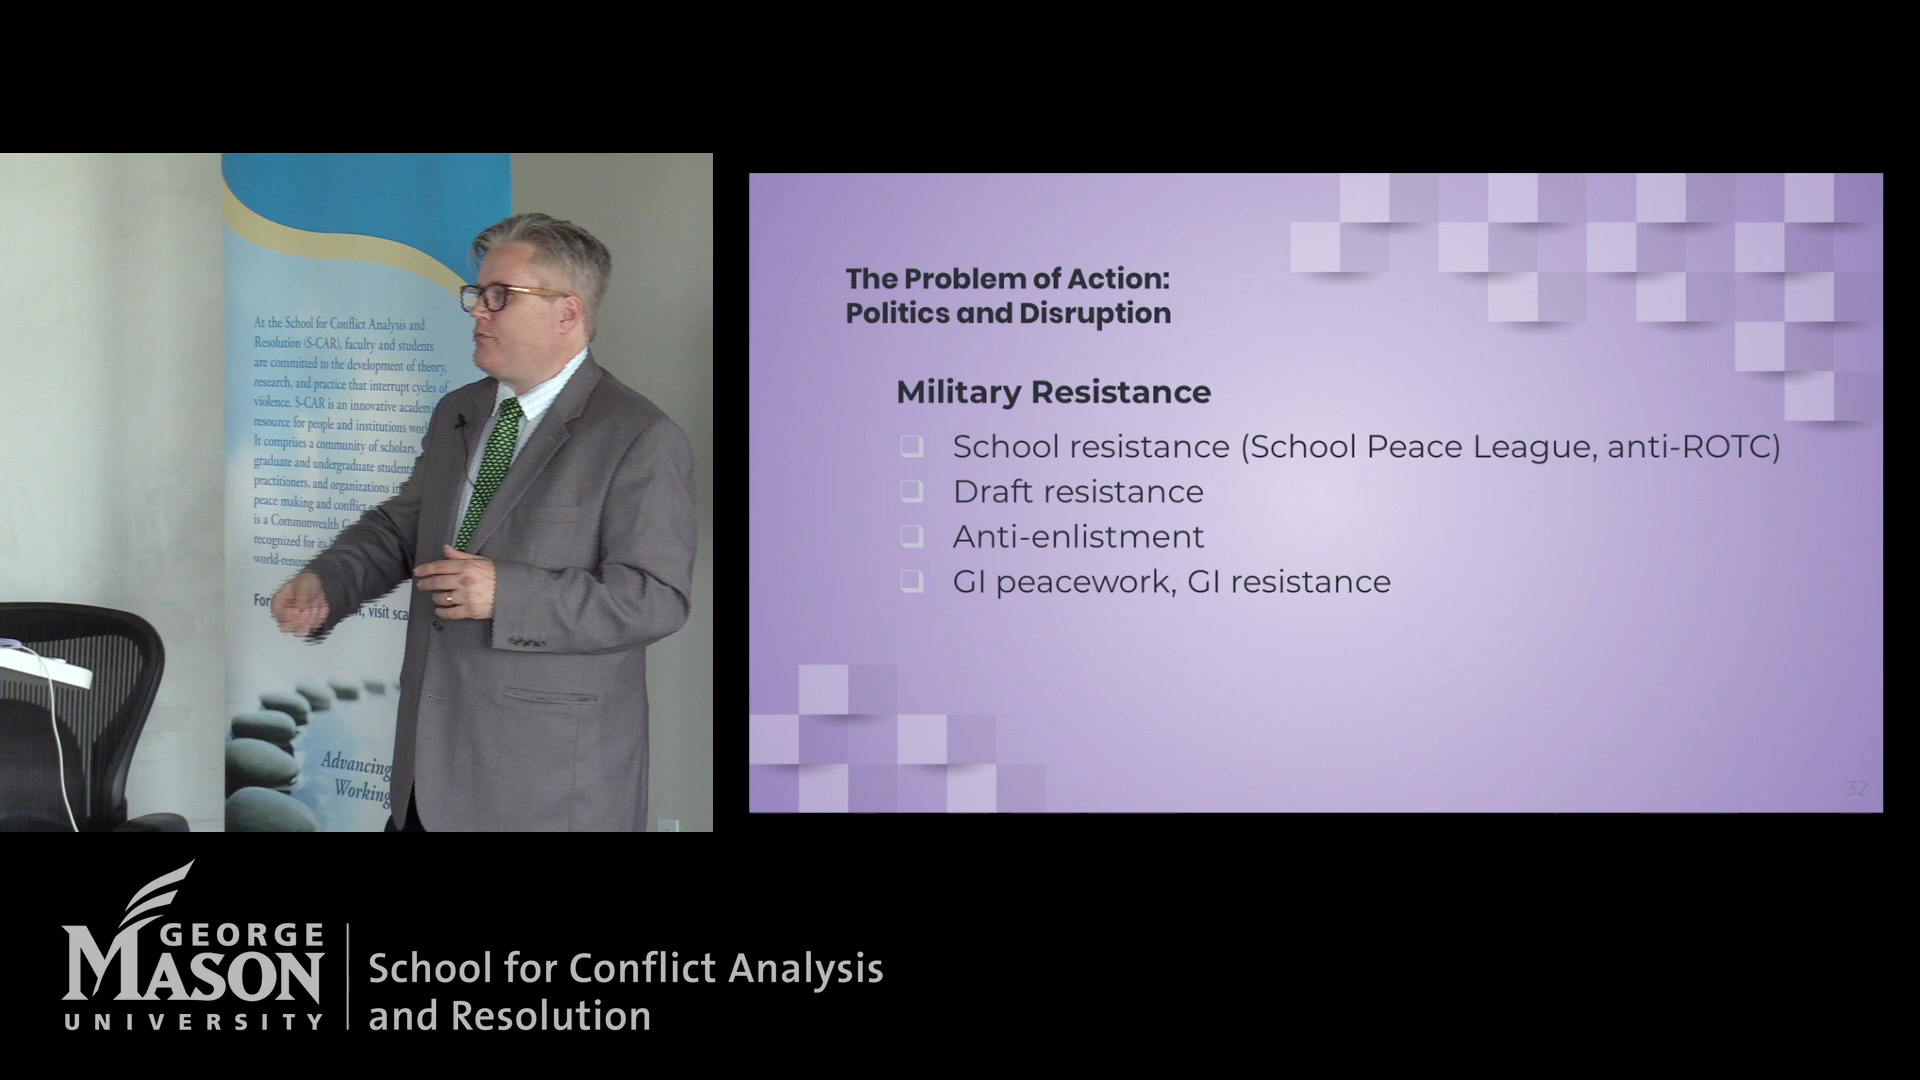 At the School for Conflict Analysis and
Resolution (S-CAR), faculty and students
are committed to the development of theory,
research, and practice that interrupt cycles of
violence. S-CAR is an innovative academi
resource for people and institutions
It comprises a community of scholars,
graduate and undergraduate students
practitioners, and organizations
peace making and conflict
is a Commonwealth
recognized for its
For
visit
Advancing
Working
The Problem of Action:
Politics and Disruption
Military Resistance
❑ School resistance (School Peace League, anti-ROTC)
❑ Draft resistance
❑ Anti-enlistment
❑ GI peacework, GI resistance
32
GEORGE
MASON
UNIVERSITY
School for Conflict Analysis
and Resolution